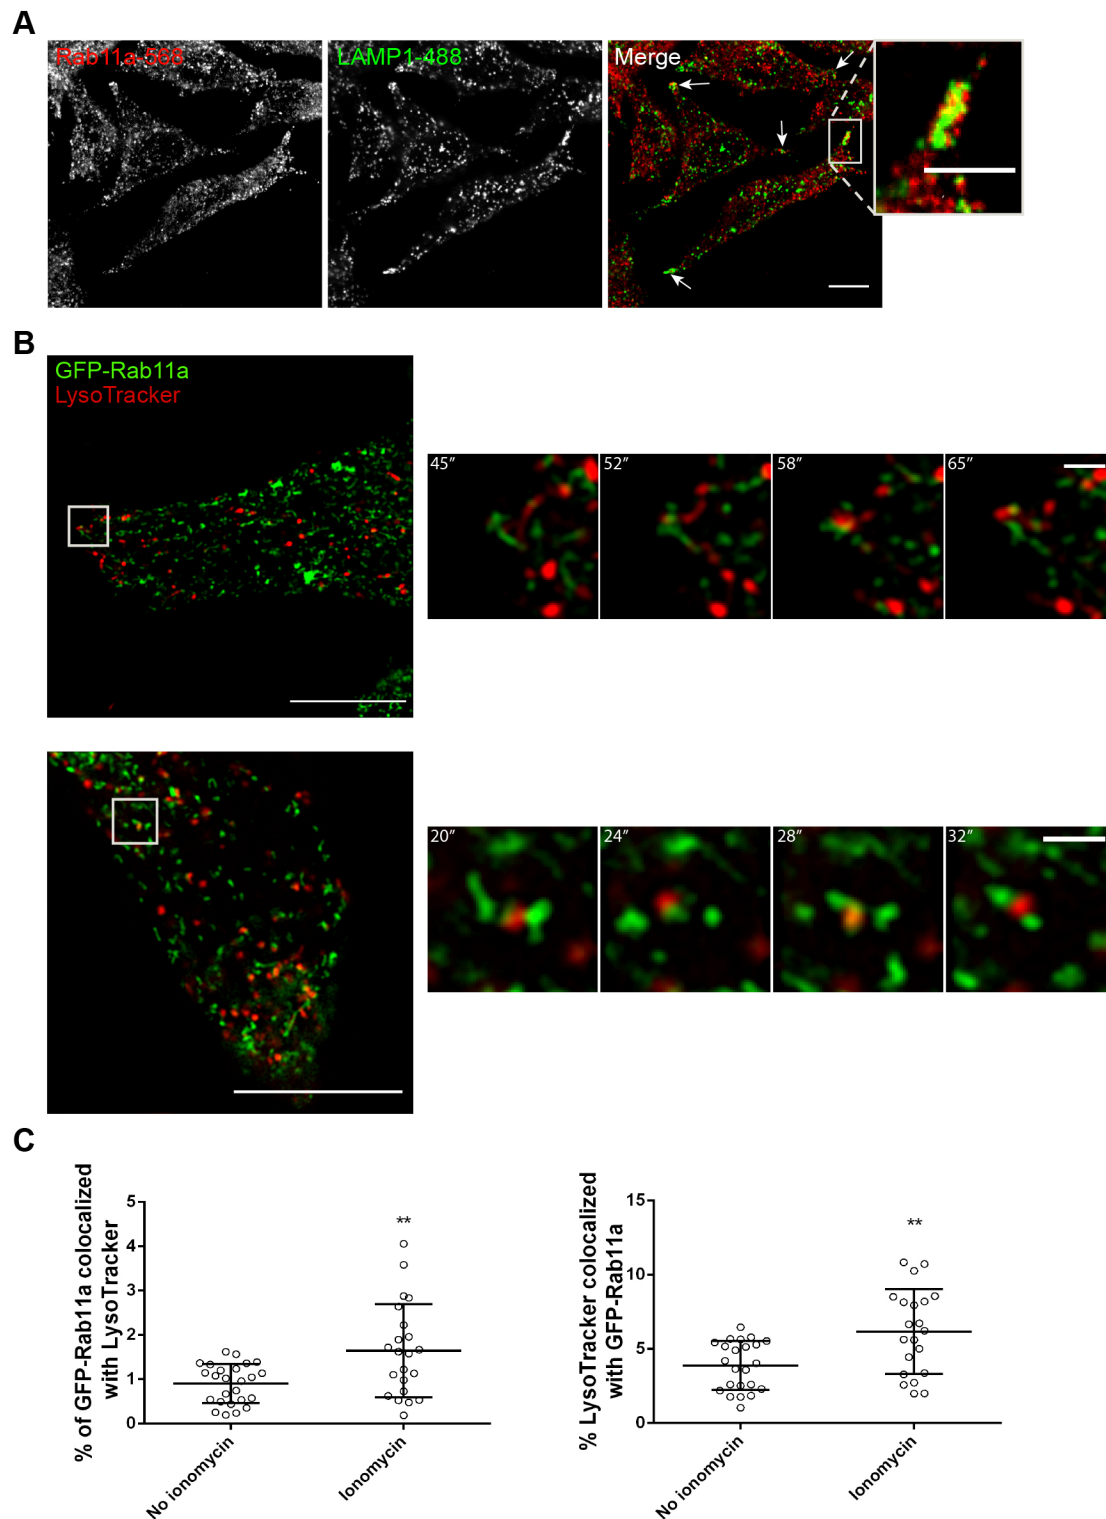 A
Rab11a-568
LAMP1-488
Merge
B
GFP-Rab11a
LysoTracker
45″
52″
58″
65″
20″
24″
28″
32″
C
% of GFP-Rab11a colocalized
with LysoTracker
5
4
3
2
1
0
**
No ionomycin
Ionomycin
% LysoTracker colocalized
with GFP-Rab11a
15
10
5
0
**
No ionomycin
Ionomycin